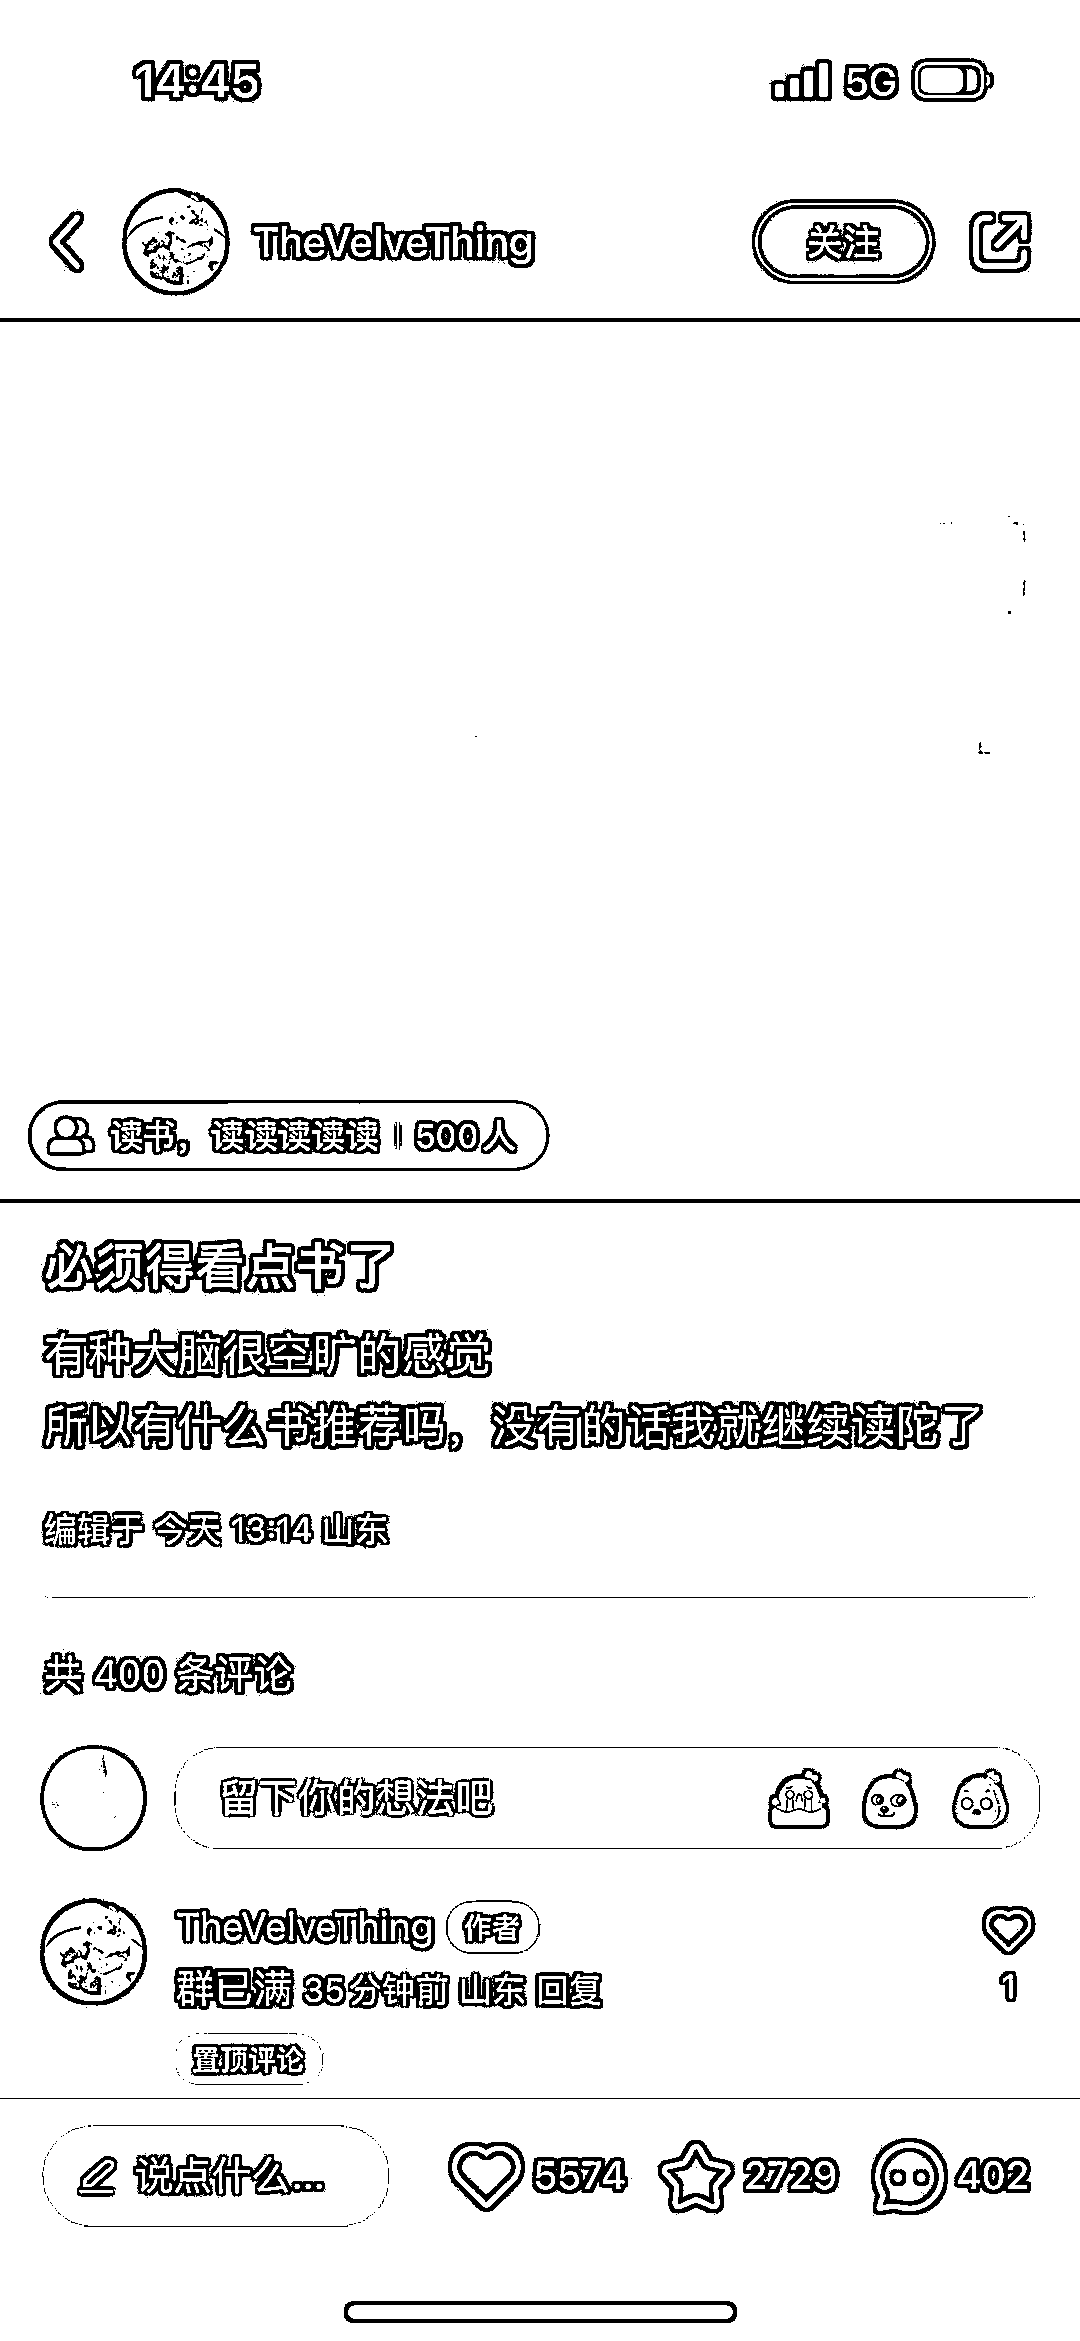 14:45 5G
TheVelveThing 关注
读书，读读读读读 500人
必须得看点书了
有种大脑很空旷的感觉
所以有什么书推荐吗，没有的话我就继续读陀了
编辑于 今天 13:14 山东
共 400 条评论
留下你的想法吧
TheVelveThing 作者
群已满 35分钟前 山东 回复
1
置顶评论
说点什么... 5574 2729 402